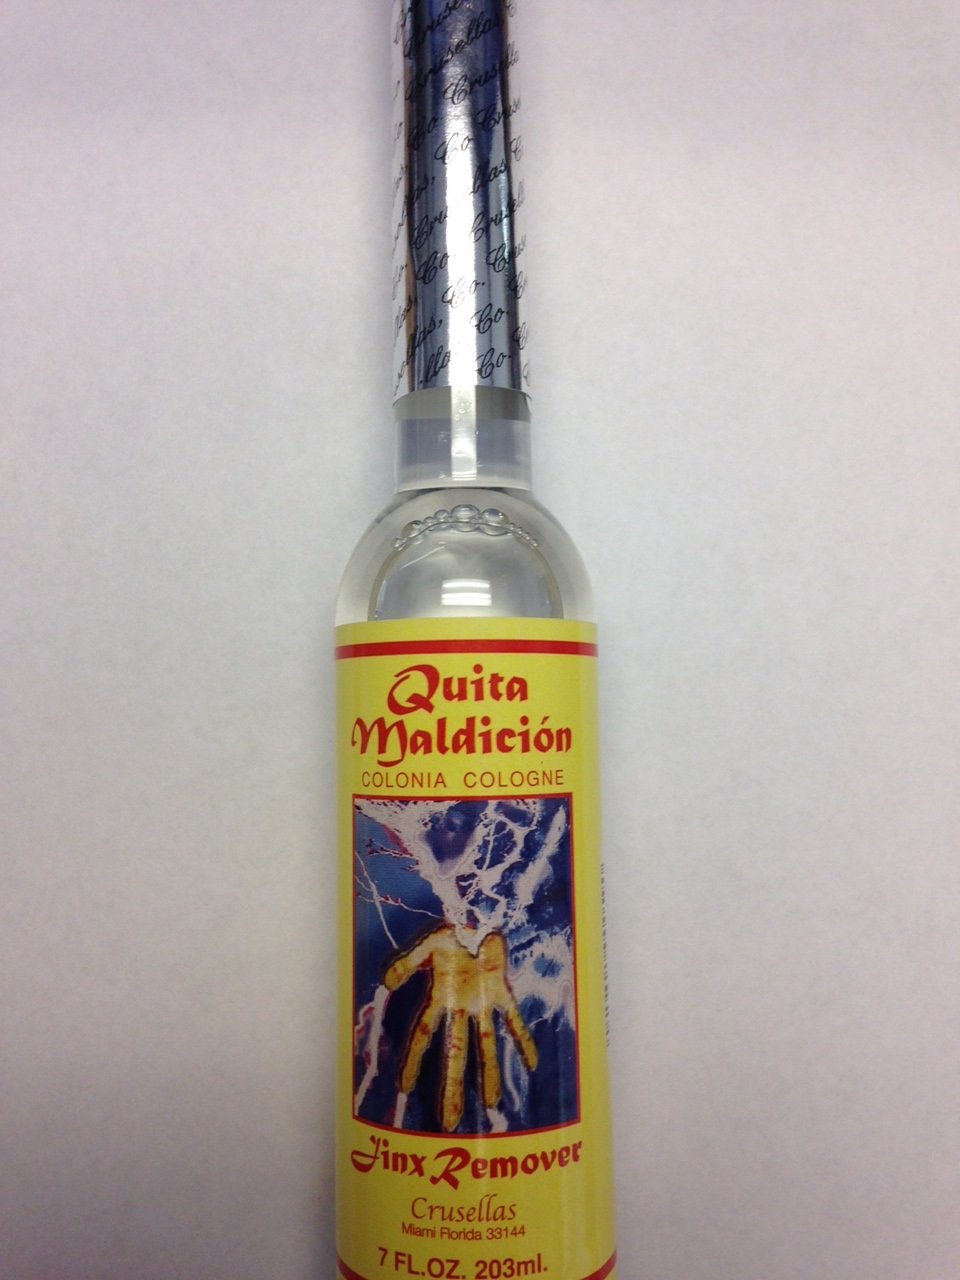 Quita
Maldición
COLONIA COLOGNE
Jinx Remover
Crusellas
Miami Florida 33144
7 FL.OZ. 203ml.